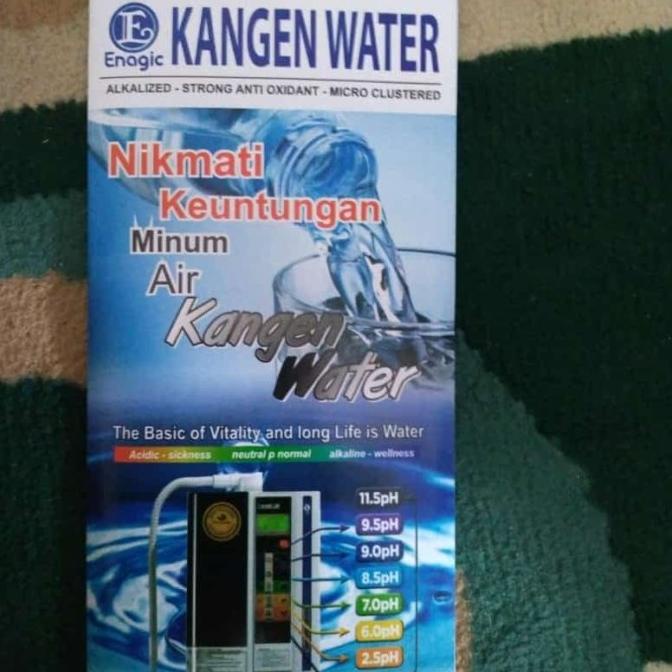 Enagic
KANGEN WATER
ALKALIZED - STRONG ANTI OXIDANT - MICRO CLUSTERED
Nikmati
Keuntungan
Minum
Air
Kangen
Water
The Basic of Vitality and long Life is Water
Acidic - sickness neutral p normal alkaline - wellness
11.5pH
9.5pH
9.0pH
8.5pH
7.0pH
6.0pH
2.5pH